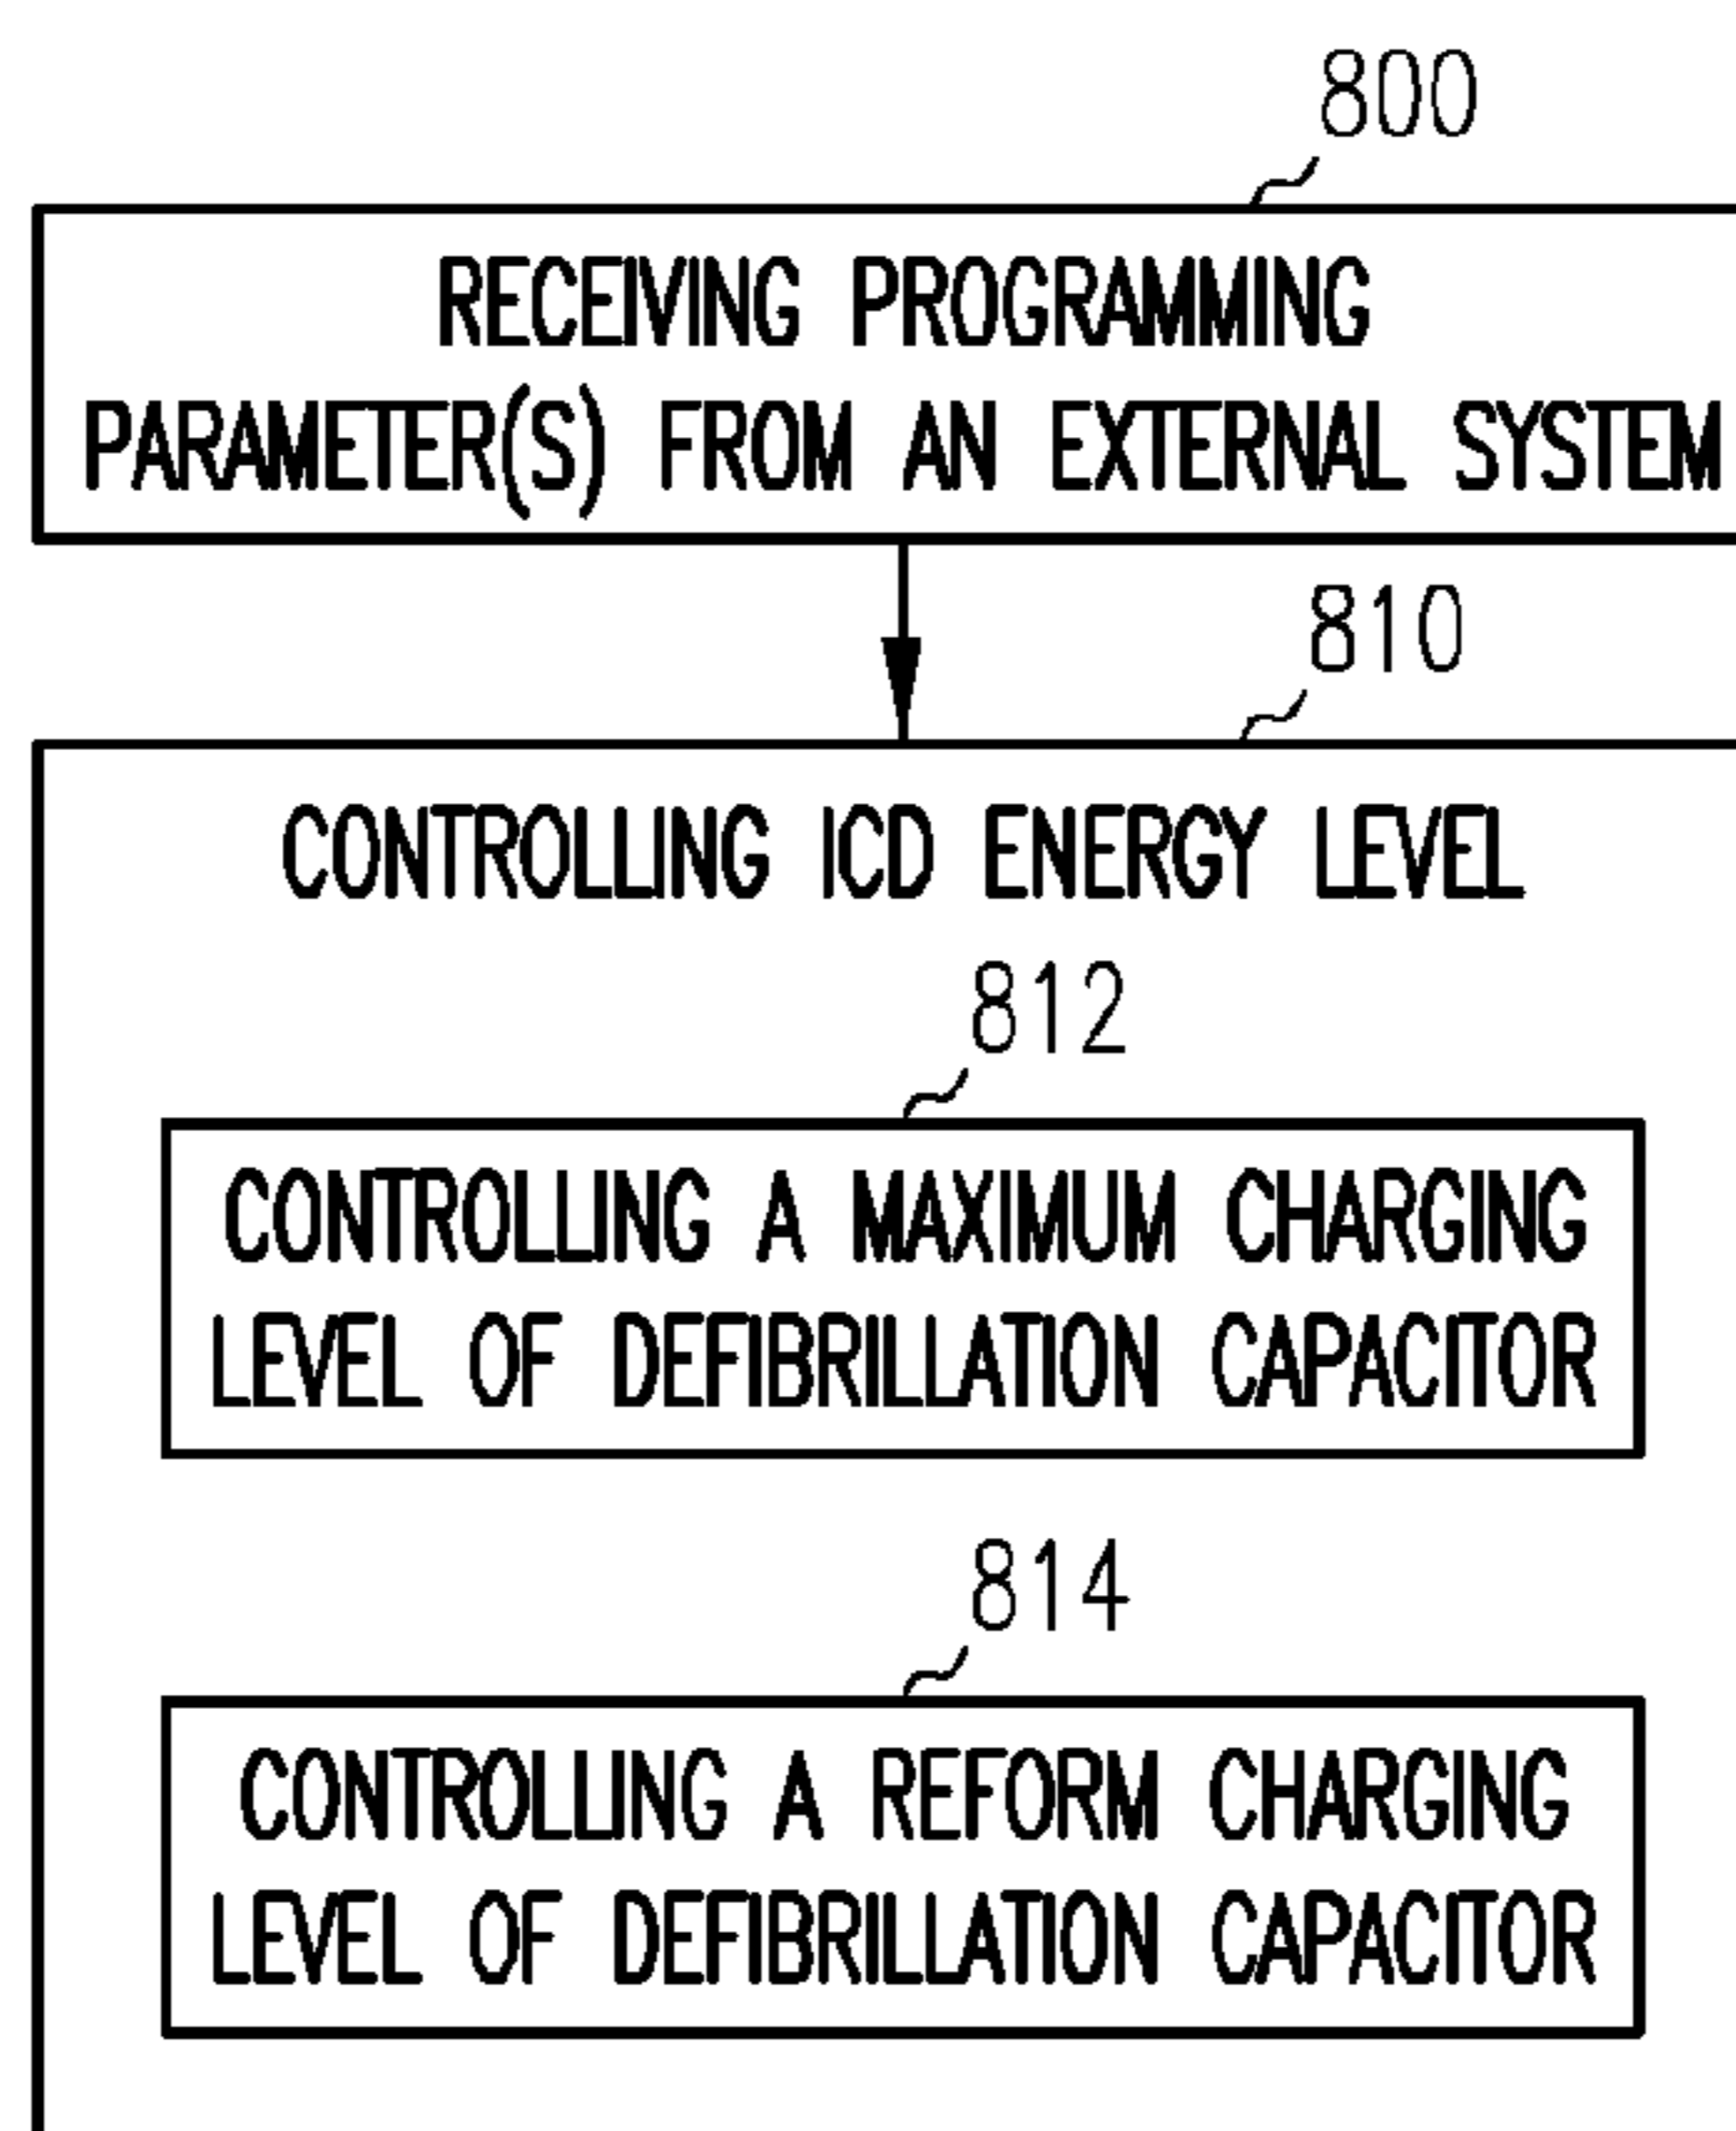 800
RECEIVING PROGRAMMING
PARAMETER(S) FROM AN EXTERNAL SYSTEM
810
CONTROLLING ICD ENERGY LEVEL
812
CONTROLLING A MAXIMUM CHARGING
LEVEL OF DEFIBRILLATION CAPACITOR
814
CONTROLLING A REFORM CHARGING
LEVEL OF DEFIBRILLATION CAPACITOR